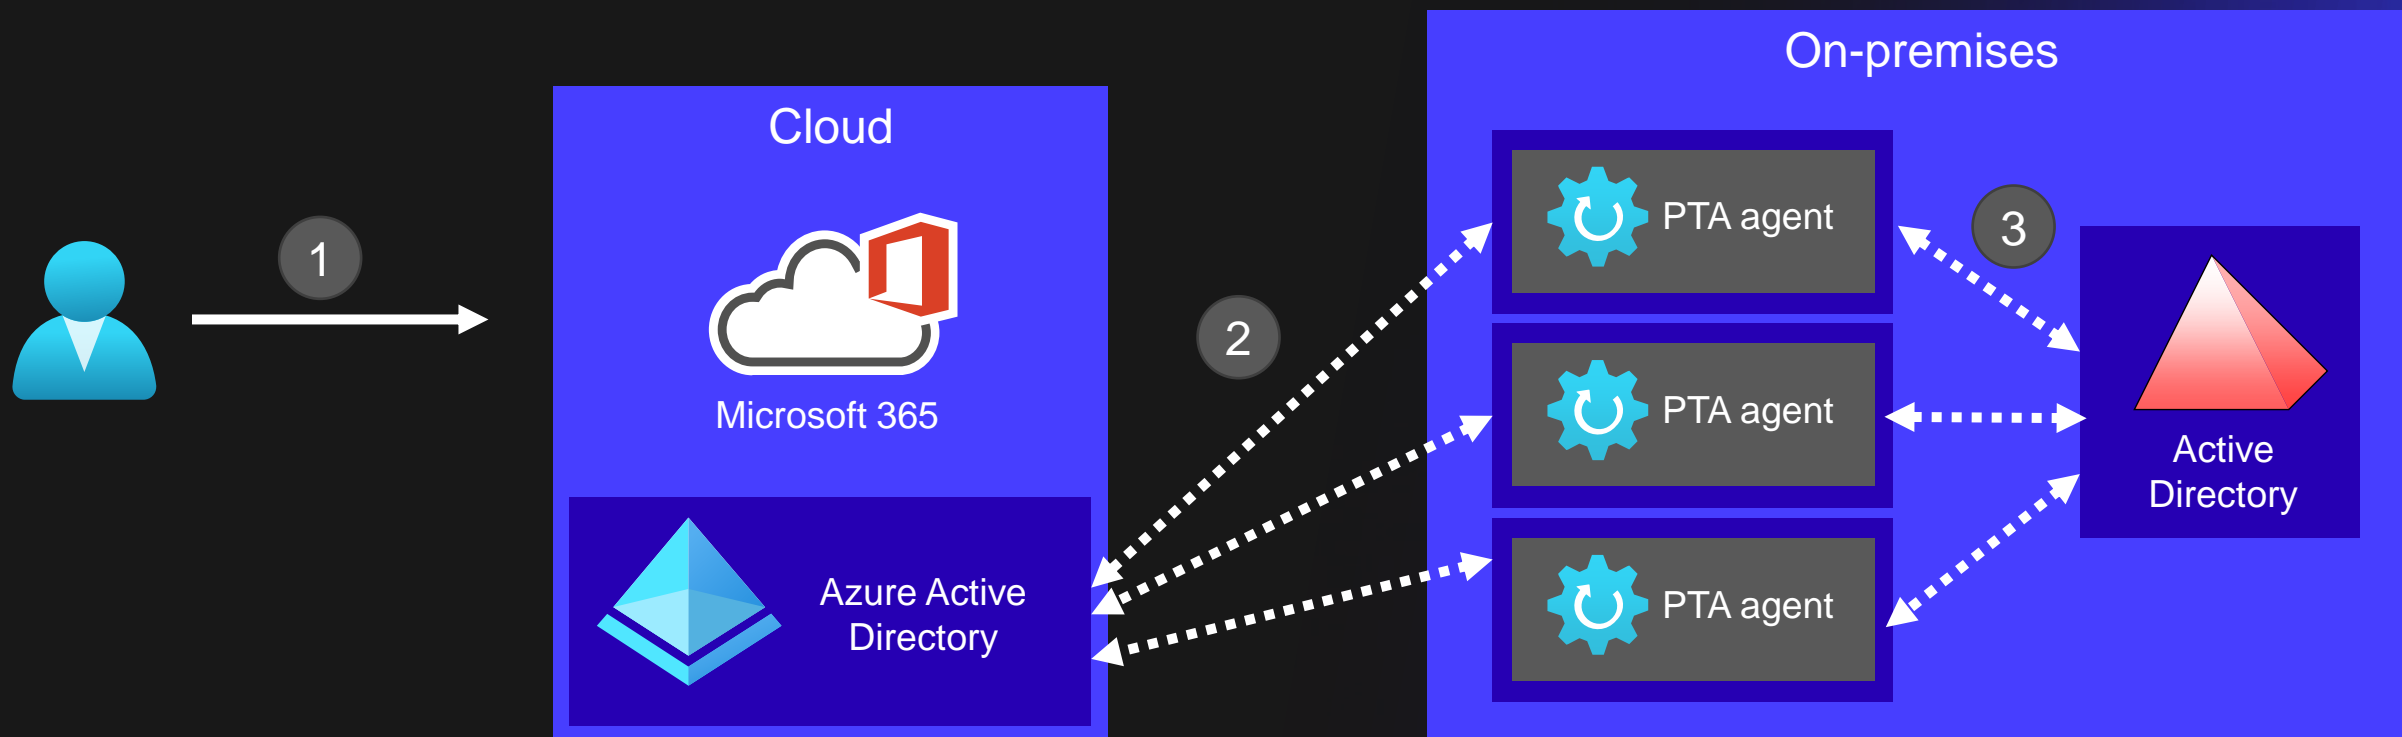 On-premises
Cloud
1
Microsoft 365
Azure Active
Directory
2
PTA agent
PTA agent
PTA agent
3
Active
Directory